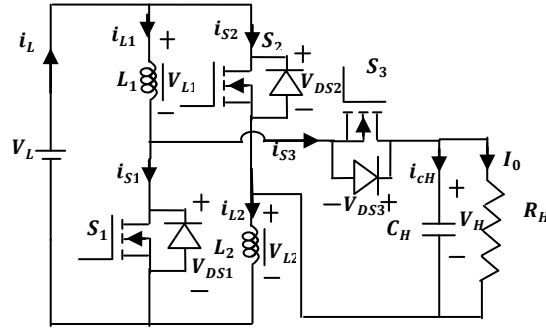 i_L
i_L1
+
i_S2
S_2
S_3
L_1
V_L1
−
V_DS2
−
V_L
i_S3
i_S1
− V_DS3 +
i_cH
I_0
+
R_H
S_1
+
i_L2
+
C_H
V_H
L_2
V_L2
V_DS1
−
−
−